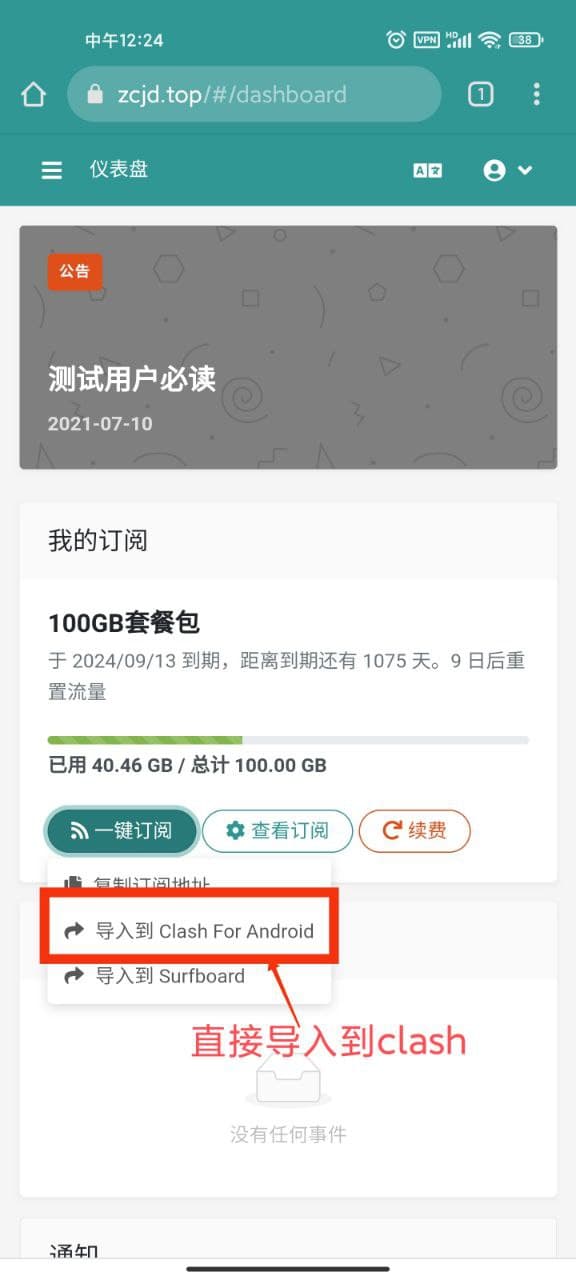 中午12:24
VPN
HD
38
zcjd.top/#/dashboard
1
仪表盘
A文
公告
测试用户必读
2021-07-10
我的订阅
100GB套餐包
于 2024/09/13 到期，距离到期还有 1075 天。9 日后重
置流量
已用 40.46 GB / 总计 100.00 GB
一键订阅
查看订阅
续费
复制订阅地址
导入到 Clash For Android
导入到 Surfboard
直接导入到clash
没有任何事件
通知